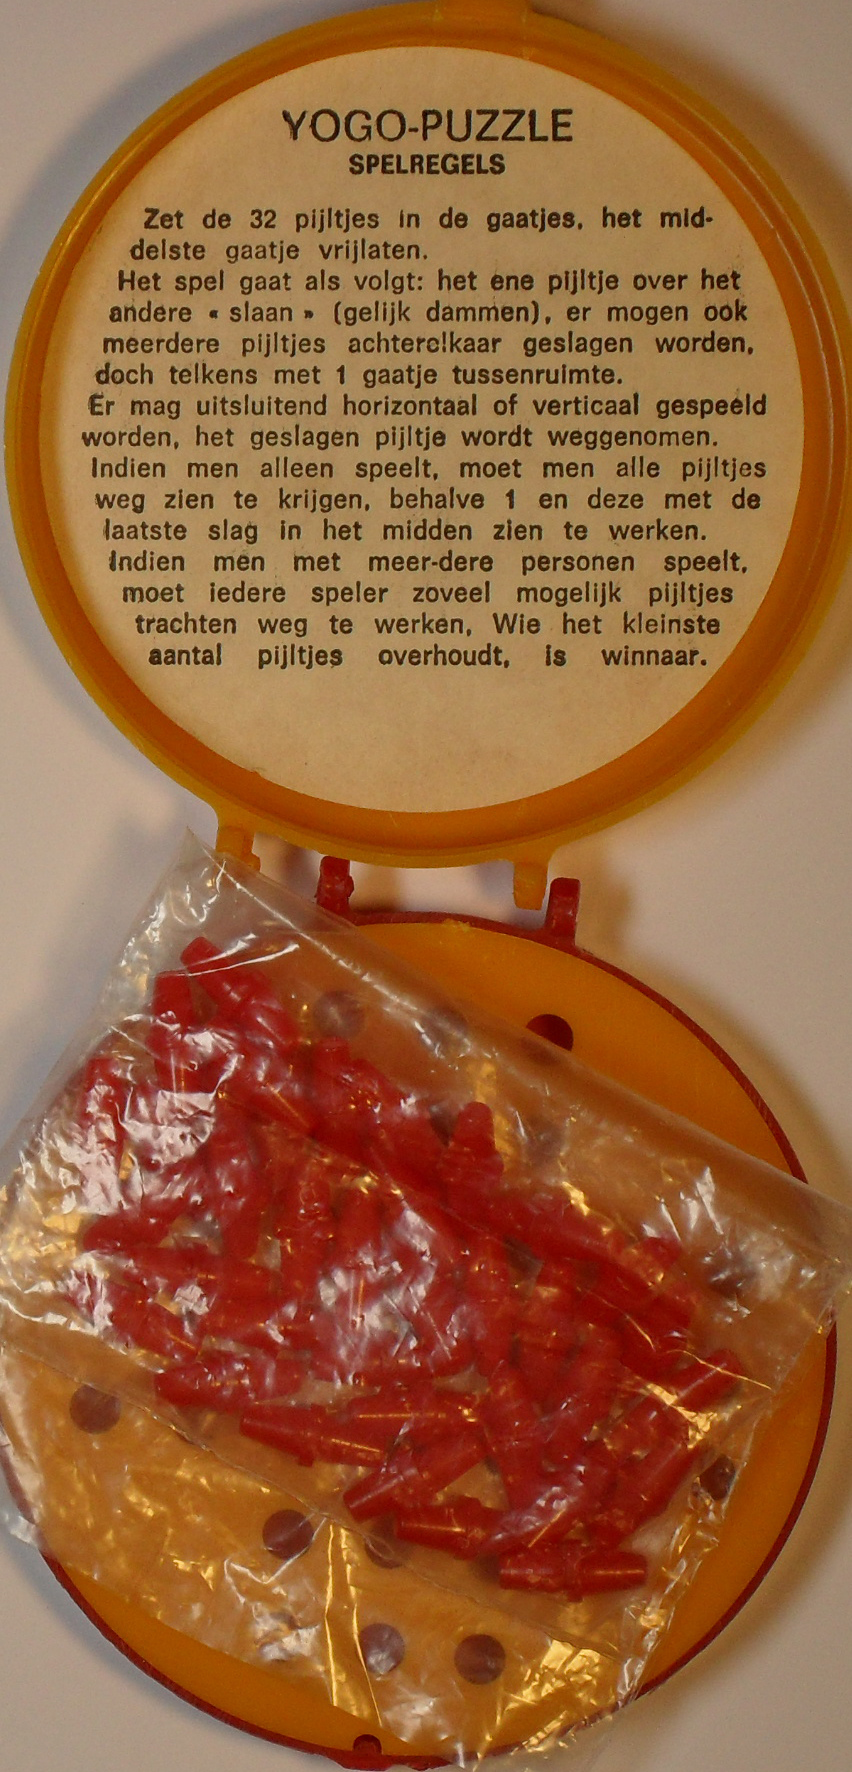 YOGO-PUZZLE
SPELREGELS
Zet de 32 pijltjes in de gaatjes, het mid-
delste gaatje vrijlaten.
Het spel gaat als volgt: het ene pijltje over het
andere « slaan » (gelijk dammen), er mogen ook
meerdere pijltjes achterelkaar geslagen worden,
doch telkens met 1 gaatje tussenruimte.
Er mag uitsluitend horizontaal of verticaal gespeeld
worden, het geslagen pijltje wordt weggenomen.
Indien men alleen speelt, moet men alle pijltjes
weg zien te krijgen, behalve 1 en deze met de
laatste slag in het midden zien te werken.
Indien men met meer-dere personen speelt,
moet iedere speler zoveel mogelijk pijltjes
trachten weg te werken, Wie het kleinste
aantal pijltjes overhoudt, is winnaar.